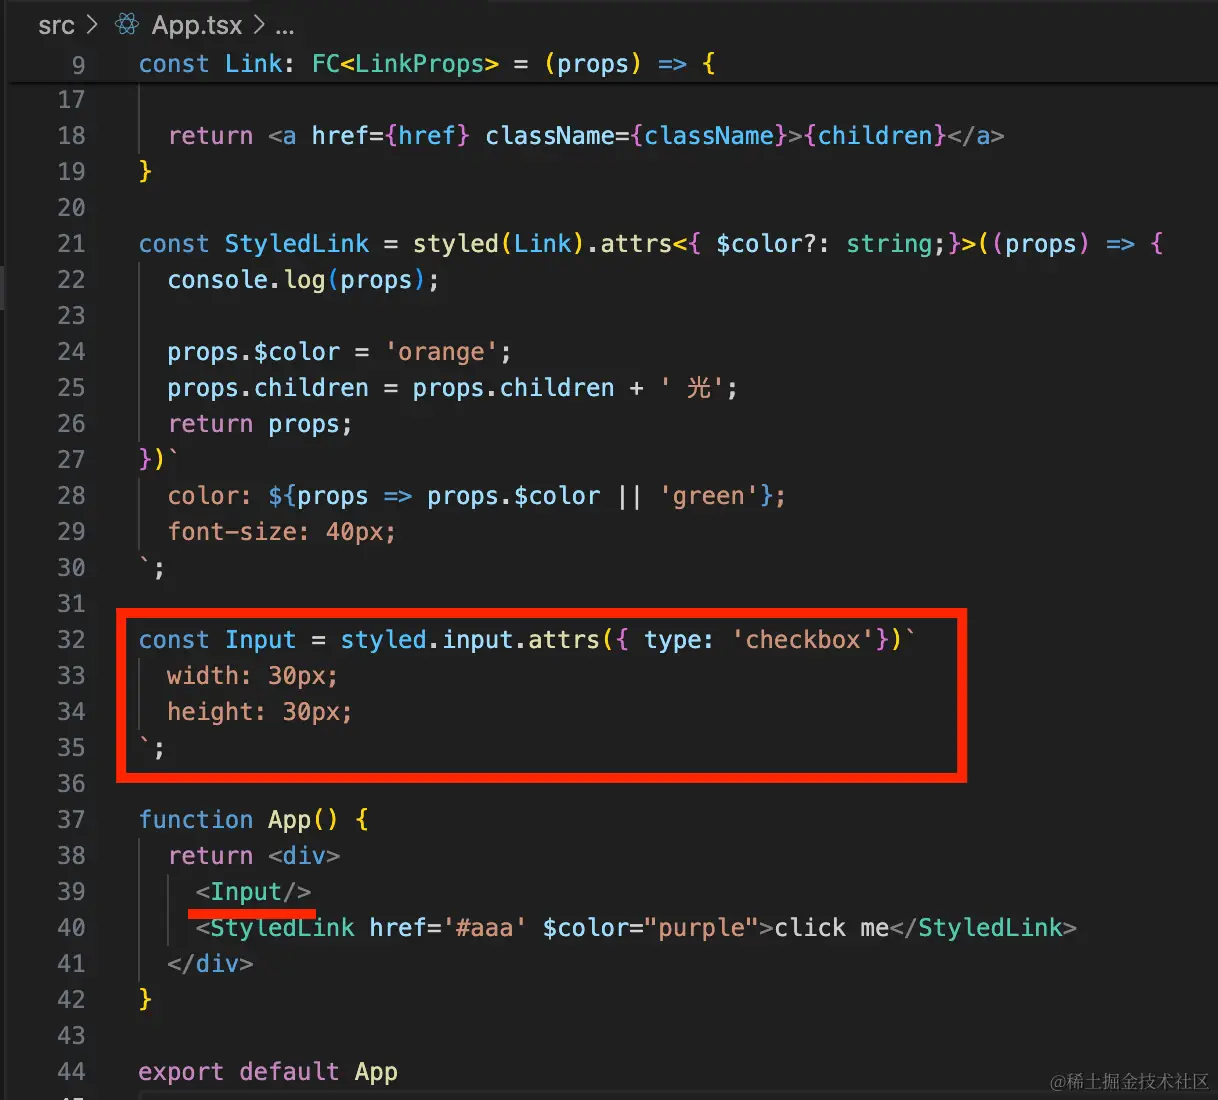 src > App.tsx > ...
9 const Link: FC<LinkProps> = (props) => {
17
18 return <a href={href} className={className}>{children}</a>
19 }
20
21 const StyledLink = styled(Link).attrs<{ $color?: string;}>((props) => {
22 console.log(props);
23
24 props.$color = 'orange';
25 props.children = props.children + ' 光';
26 return props;
27 })`
28 color: ${props => props.$color || 'green'};
29 font-size: 40px;
30 `;
31
32 const Input = styled.input.attrs({ type: 'checkbox'})`
33 width: 30px;
34 height: 30px;
35 `;
36
37 function App() {
38 return <div>
39 <Input/>
40 <StyledLink href='#aaa' $color="purple">click me</StyledLink>
41 </div>
42 }
43
44 export default App
@稀土掘金技术社区